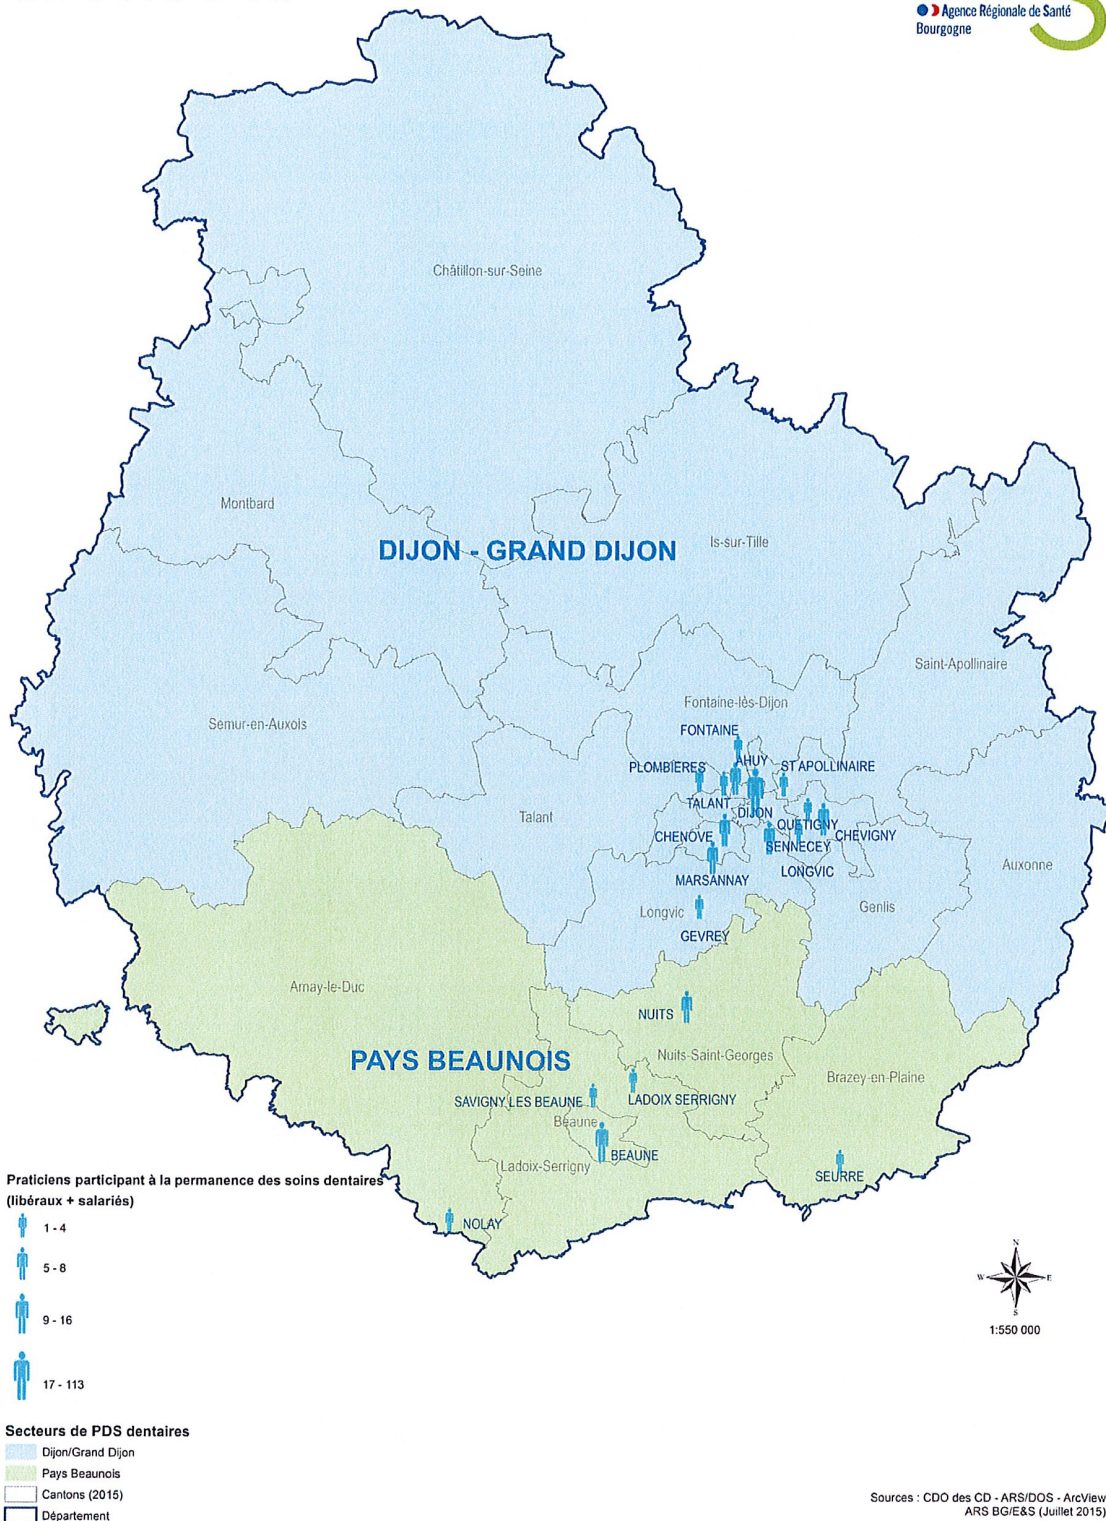 Agence Régionale de Santé
Bourgogne
Châtillon-sur-Seine
Montbard
DIJON - GRAND DIJON
Is-sur-Tille
Saint-Apollinaire
Semur-en-Auxois
Fontaine-lès-Dijon
FONTAINE
AHUY
PLOMBIERES
ST APOLLINAIRE
TALANT
DIJON
Talant
QUETIGNY
CHENOVE
CHEVIGNY
SENNECEY
MARSANNAY
LONGVIC
Auxonne
Longvic
Genlis
GEVREY
Arnay-le-Duc
NUITS
PAYS BEAUNOIS
Nuits-Saint-Georges
Brazey-en-Plaine
SAVIGNY LES BEAUNE
LADOIX SERRIGNY
Beaune
BEAUNE
Ladoix-Serrigny
SEURRE
NOLAY
Praticiens participant à la permanence des soins dentaires
(libéraux + salariés)
1 - 4
5 - 8
9 - 16
17 - 113
N
W
E
S
1:550 000
Secteurs de PDS dentaires
Dijon/Grand Dijon
Pays Beaunois
Cantons (2015)
Département
Sources : CDO des CD - ARS/DOS - ArcView
ARS BG/E&S (Juillet 2015)